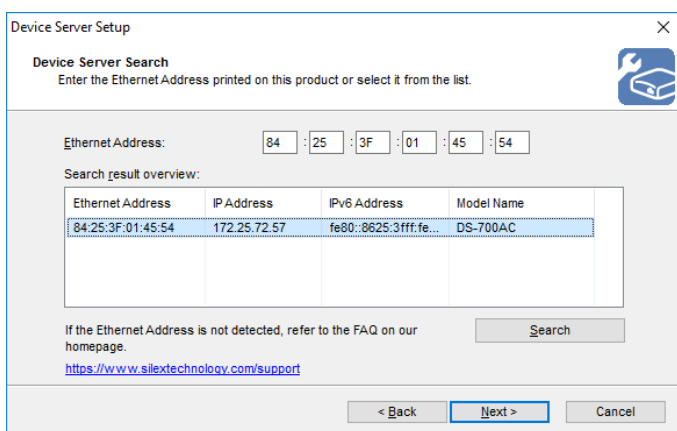 Device Server Setup
Device Server Search
Enter the Ethernet Address printed on this product or select it from the list.
Ethernet Address: 84 : 25 : 3F : 01 : 45 : 54
Search result overview:
Ethernet Address IP Address IPv6 Address Model Name
84:25:3F:01:45:54 172.25.72.57 fe80::8625:3fff:fe... DS-700AC
If the Ethernet Address is not detected, refer to the FAQ on our
homepage.
Search
https://www.silextechnology.com/support
< Back Next > Cancel